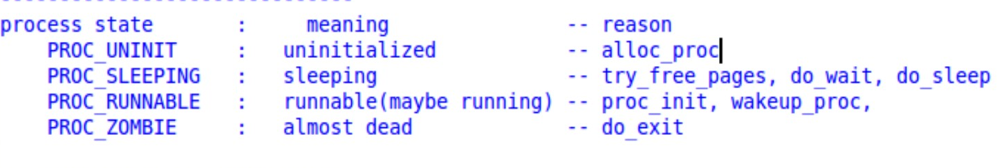 process state : meaning -- reason
PROC_UNINIT : uninitialized -- alloc_proc
PROC_SLEEPING : sleeping -- try_free_pages, do_wait, do_sleep
PROC_RUNNABLE : runnable(maybe running) -- proc_init, wakeup_proc,
PROC_ZOMBIE : almost dead -- do_exit